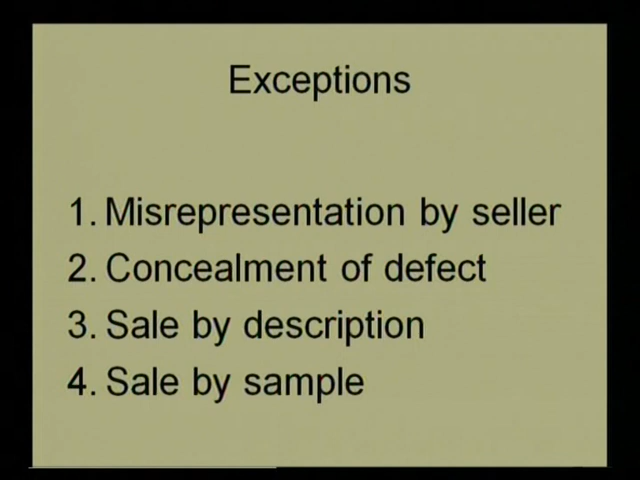 Exceptions
1. Misrepresentation by seller
2. Concealment of defect
3. Sale by description
4. Sale by sample